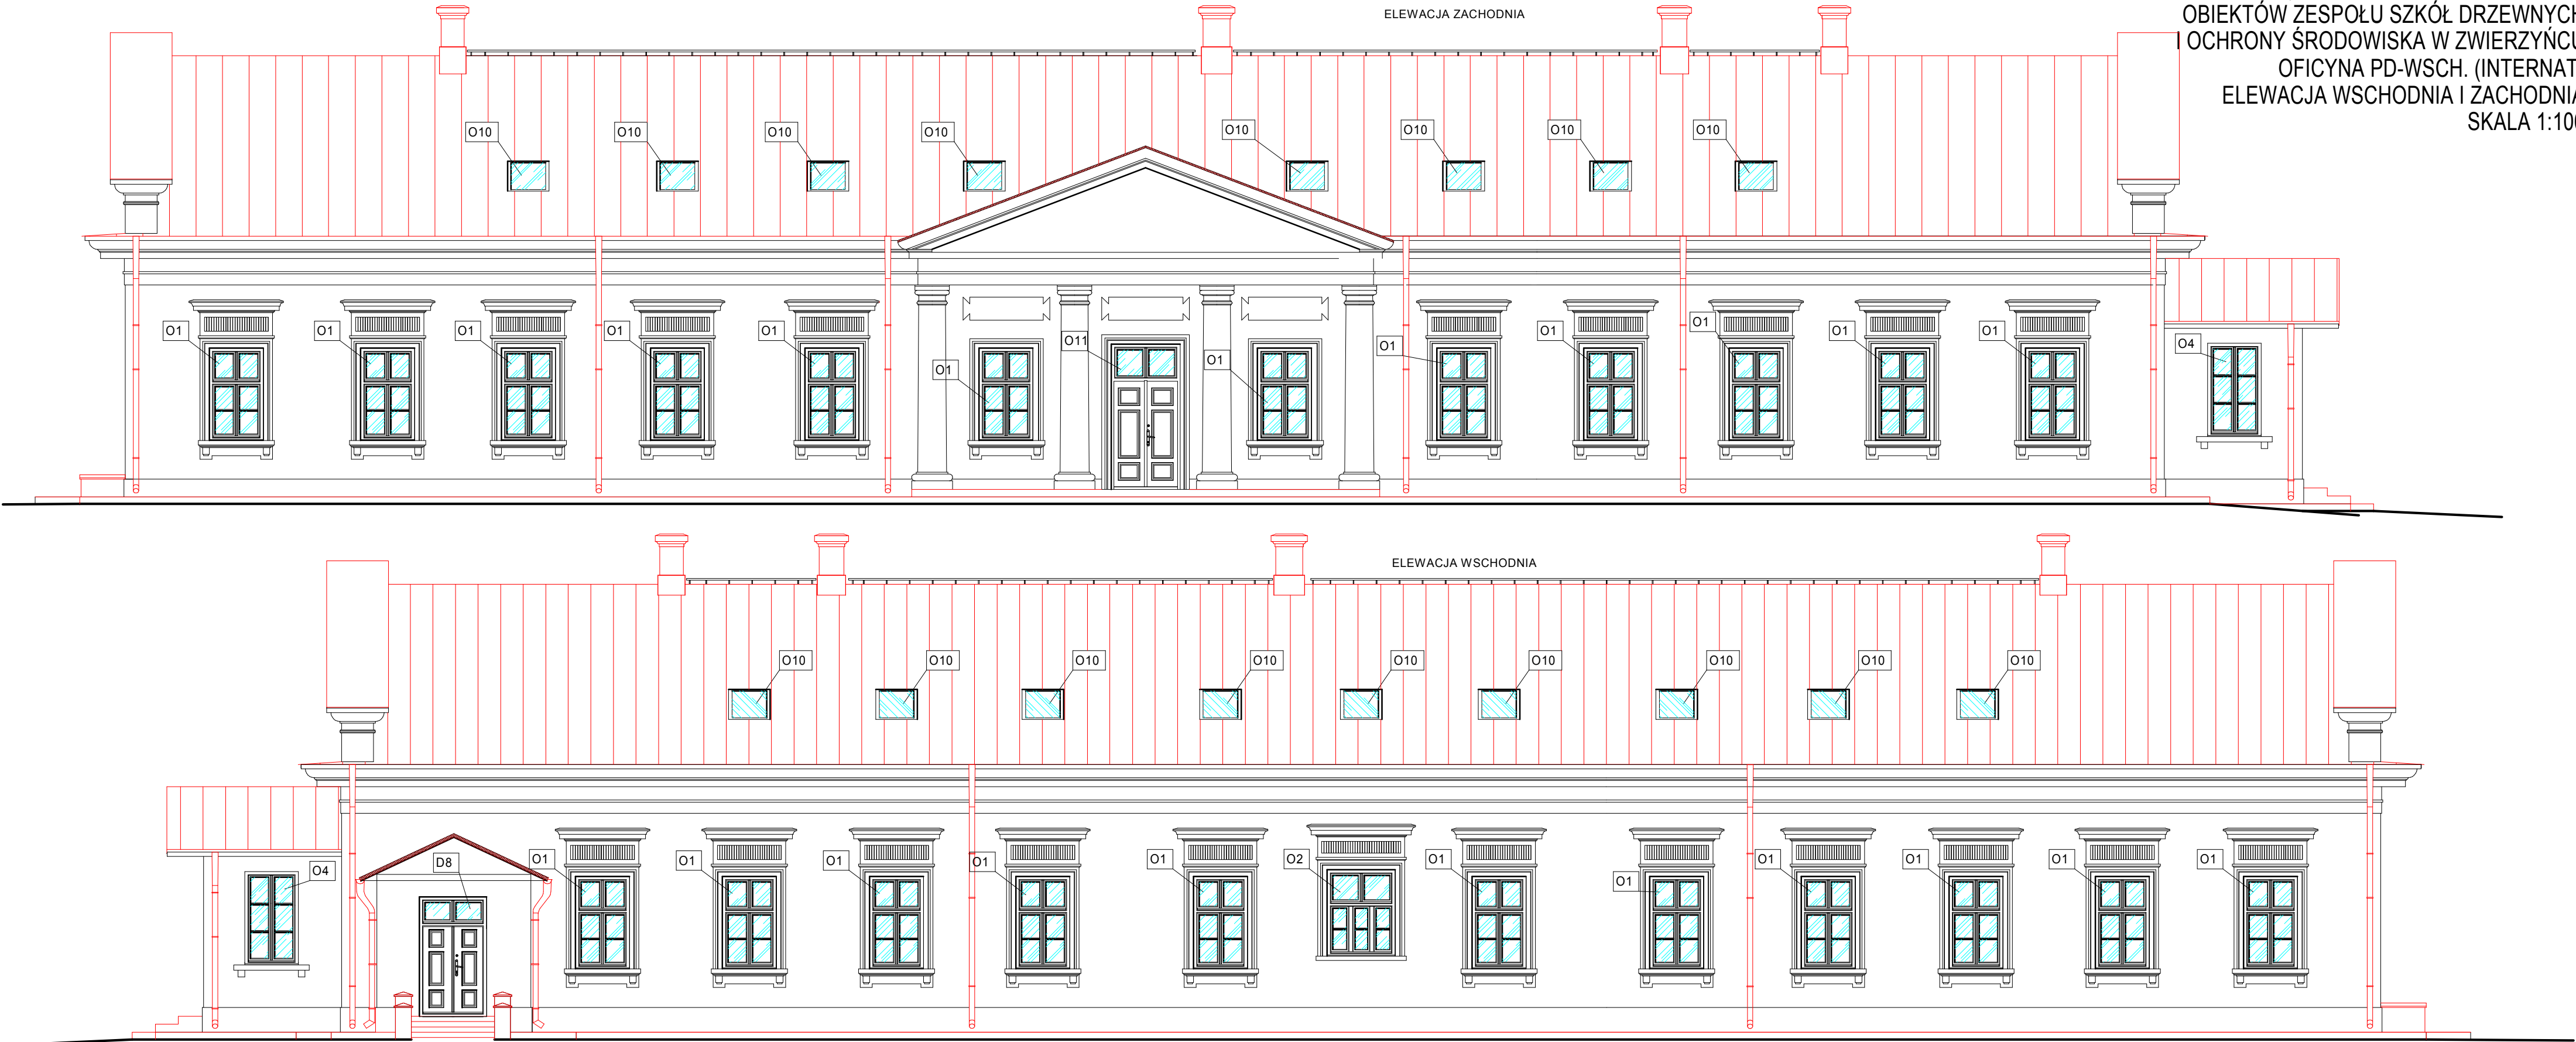 ELEWACJA ZACHODNIA
OBIEKTÓW ZESPOŁU SZKÓŁ DRZEWNYCH
I OCHRONY ŚRODOWISKA W ZWIERZYŃCU
OFICYNA PD-WSCH. (INTERNAT
ELEWACJA WSCHODNIA I ZACHODNIA
SKALA 1:100
O10 O10 O10 O10 O10 O10 O10 O10
O1 O1 O1 O1 O1 O1 O11 O1 O1 O1 O1 O1 O1 O4
ELEWACJA WSCHODNIA
O10 O10 O10 O10 O10 O10 O10 O10 O10
O4 D8 O1 O1 O1 O1 O1 O2 O1 O1 O1 O1 O1 O1